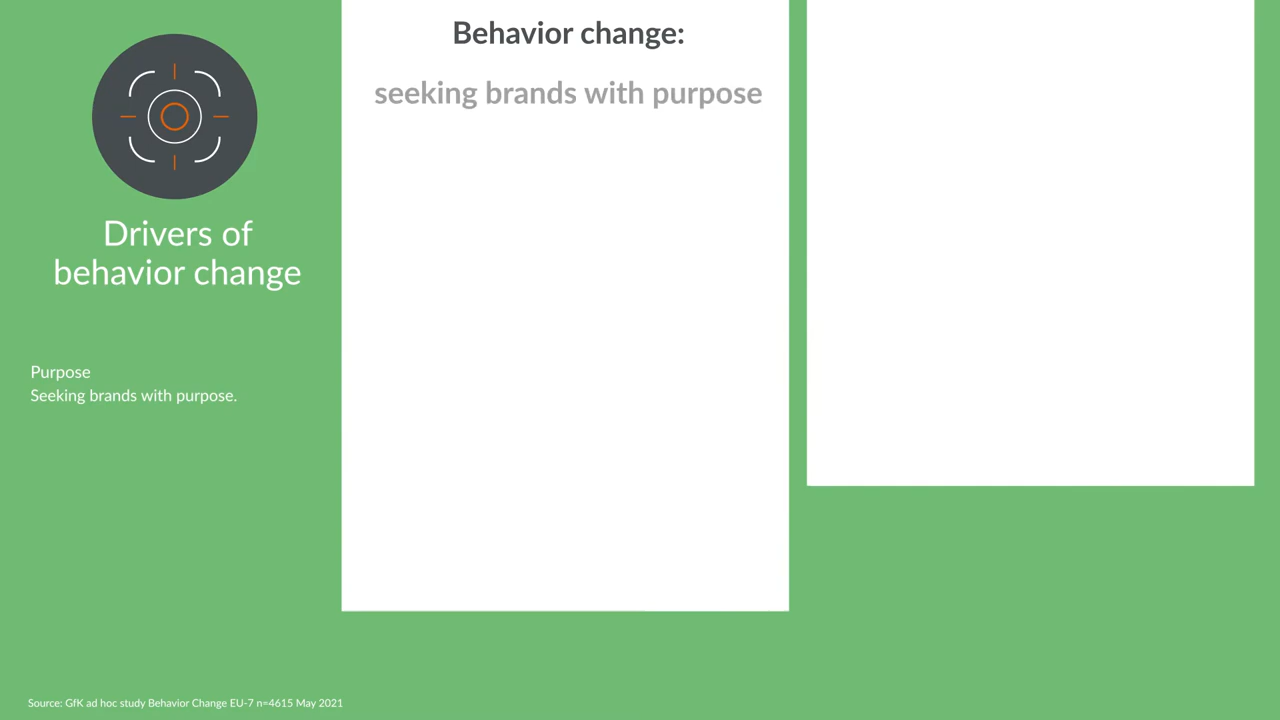 Drivers of
behavior change
Purpose
Seeking brands with purpose.
Behavior change:
seeking brands with purpose
Source: GfK ad hoc study Behavior Change EU-7 n=4615 May 2021